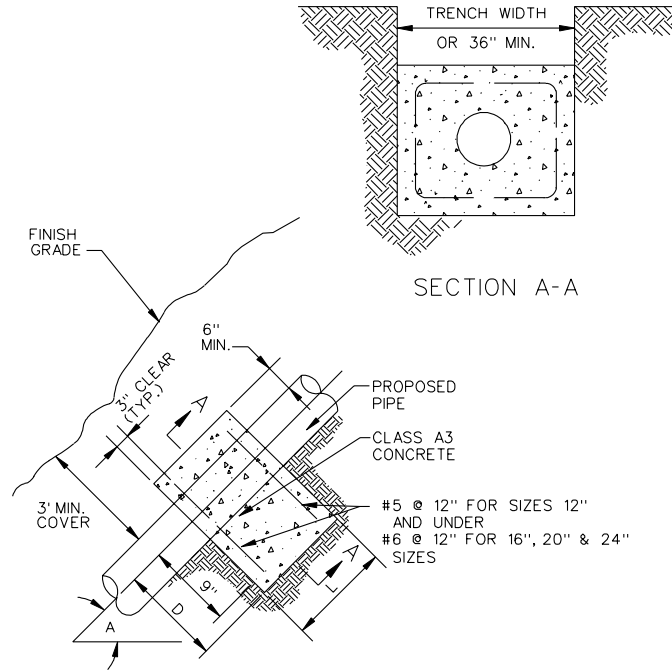 TRENCH WIDTH
OR 36" MIN.
SECTION A-A
FINISH
GRADE
6"
MIN.
3" CLEAR
(TYP.)
A
PROPOSED
PIPE
CLASS A3
CONCRETE
3' MIN.
COVER
#5 @ 12" FOR SIZES 12"
AND UNDER
#6 @ 12" FOR 16", 20" & 24"
SIZES
A
9"
D
L
A